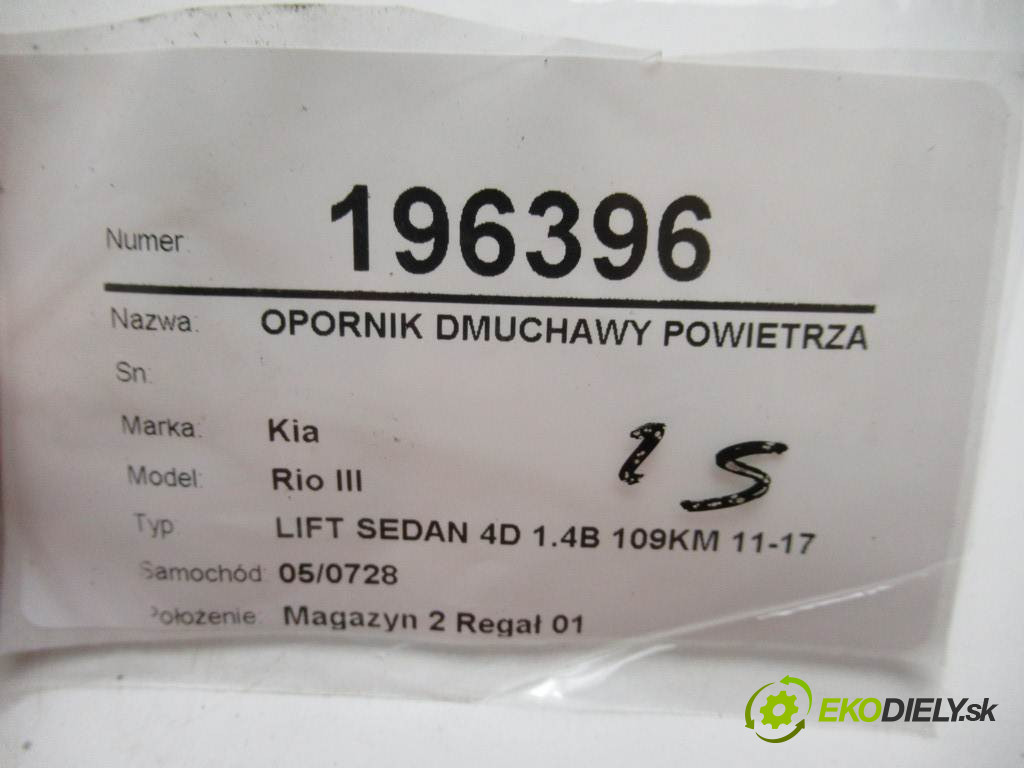 Numer: 196396
Nazwa: OPORNIK DMUCHAWY POWIETRZA
Sn:
Marka: Kia
1S
Model: Rio III
Typ LIFT SEDAN 4D 1.4B 109KM 11-17
Samochód: 05/0728
Położenie: Magazyn 2 Regał 01
EKODIELY.sk